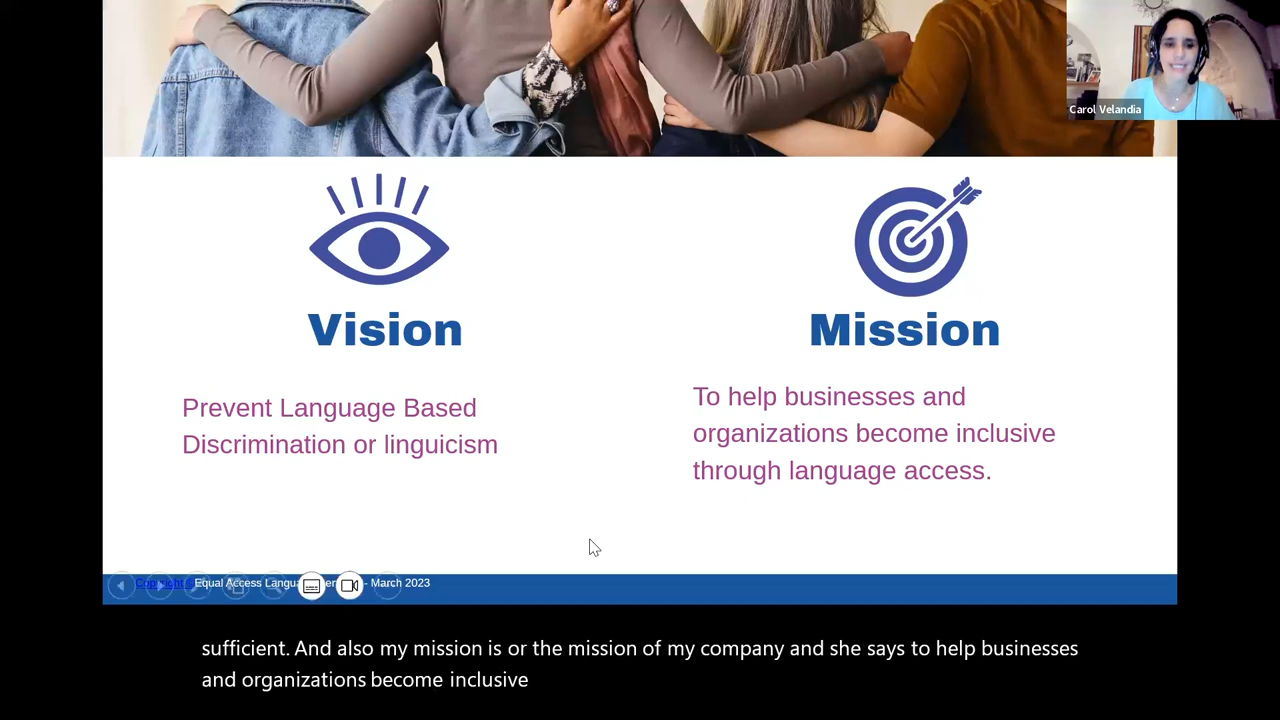 Carol Velandia
Vision
Prevent Language Based
Discrimination or linguicism
Mission
To help businesses and
organizations become inclusive
through language access.
Copyright © Equal Access - March 2023
sufficient. And also my mission is or the mission of my company and she says to help businesses
and organizations become inclusive